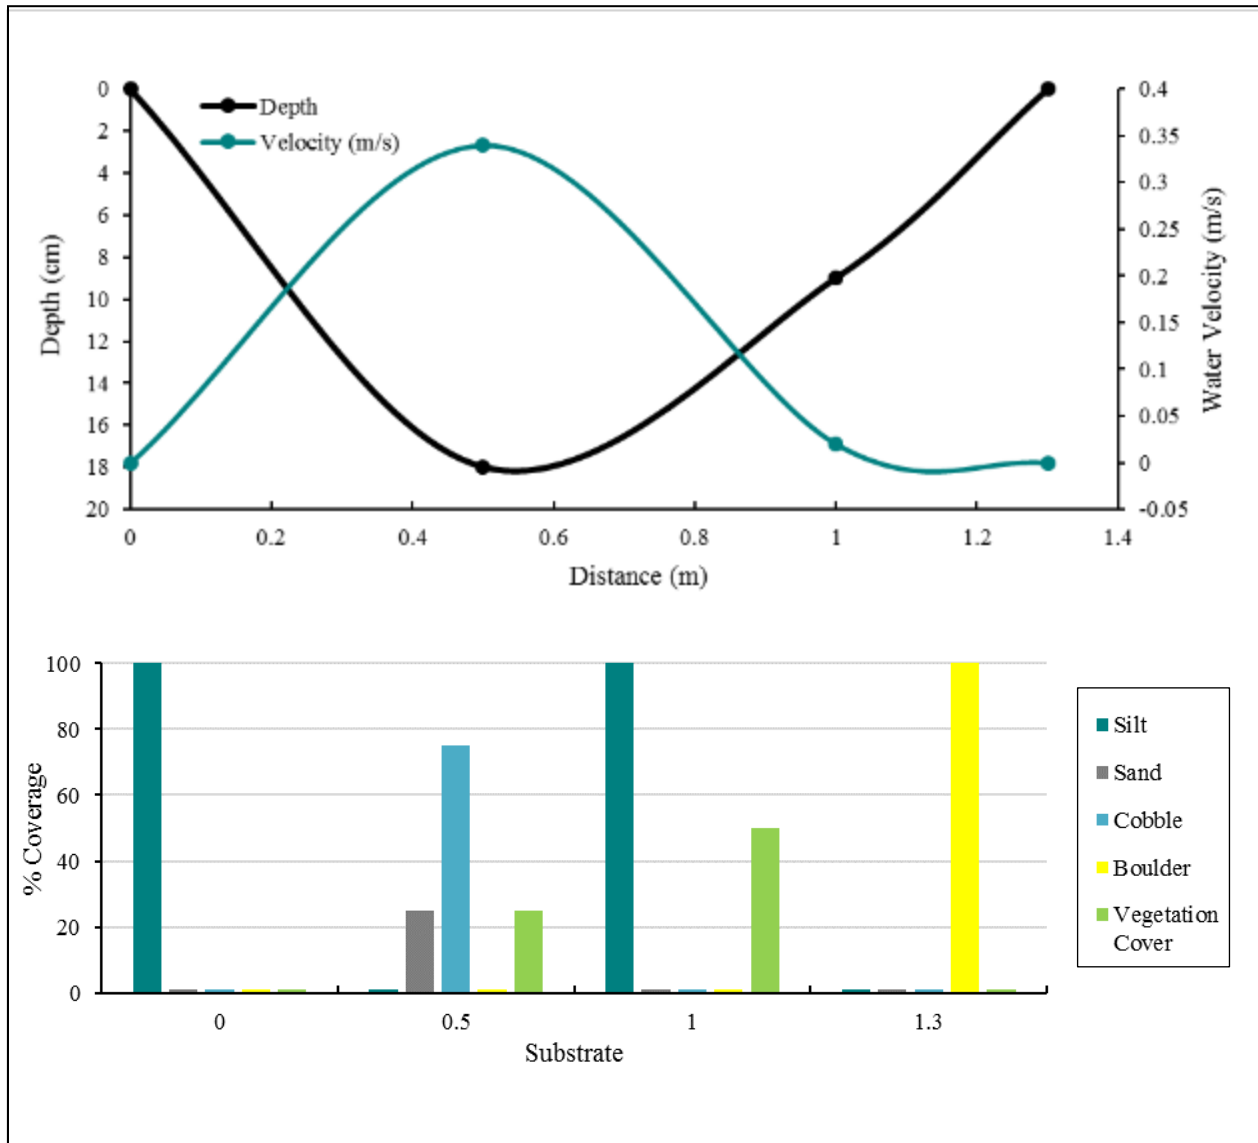 Depth
Velocity (m/s)
0
2
4
6
8
10
12
14
16
18
20
Depth (cm)
0.4
0.35
0.3
0.25
0.2
0.15
0.1
0.05
0
-0.05
Water Velocity (m/s)
0 0.2 0.4 0.6 0.8 1 1.2 1.4
Distance (m)
100
80
60
40
20
0
% Coverage
0 0.5 1 1.3
Substrate
Silt
Sand
Cobble
Boulder
Vegetation
Cover